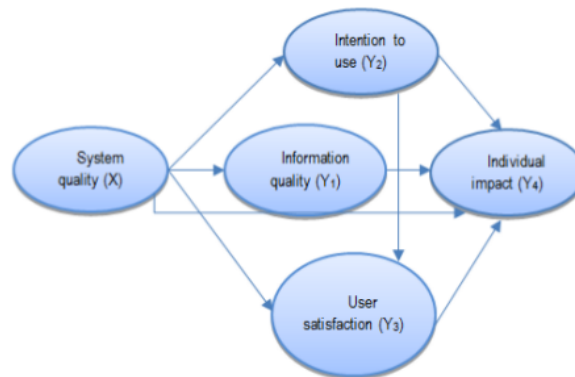 Intention to
use (Y₂)
System
quality (X)
Information
quality (Y₁)
Individual
impact (Y₄)
User
satisfaction (Y₃)